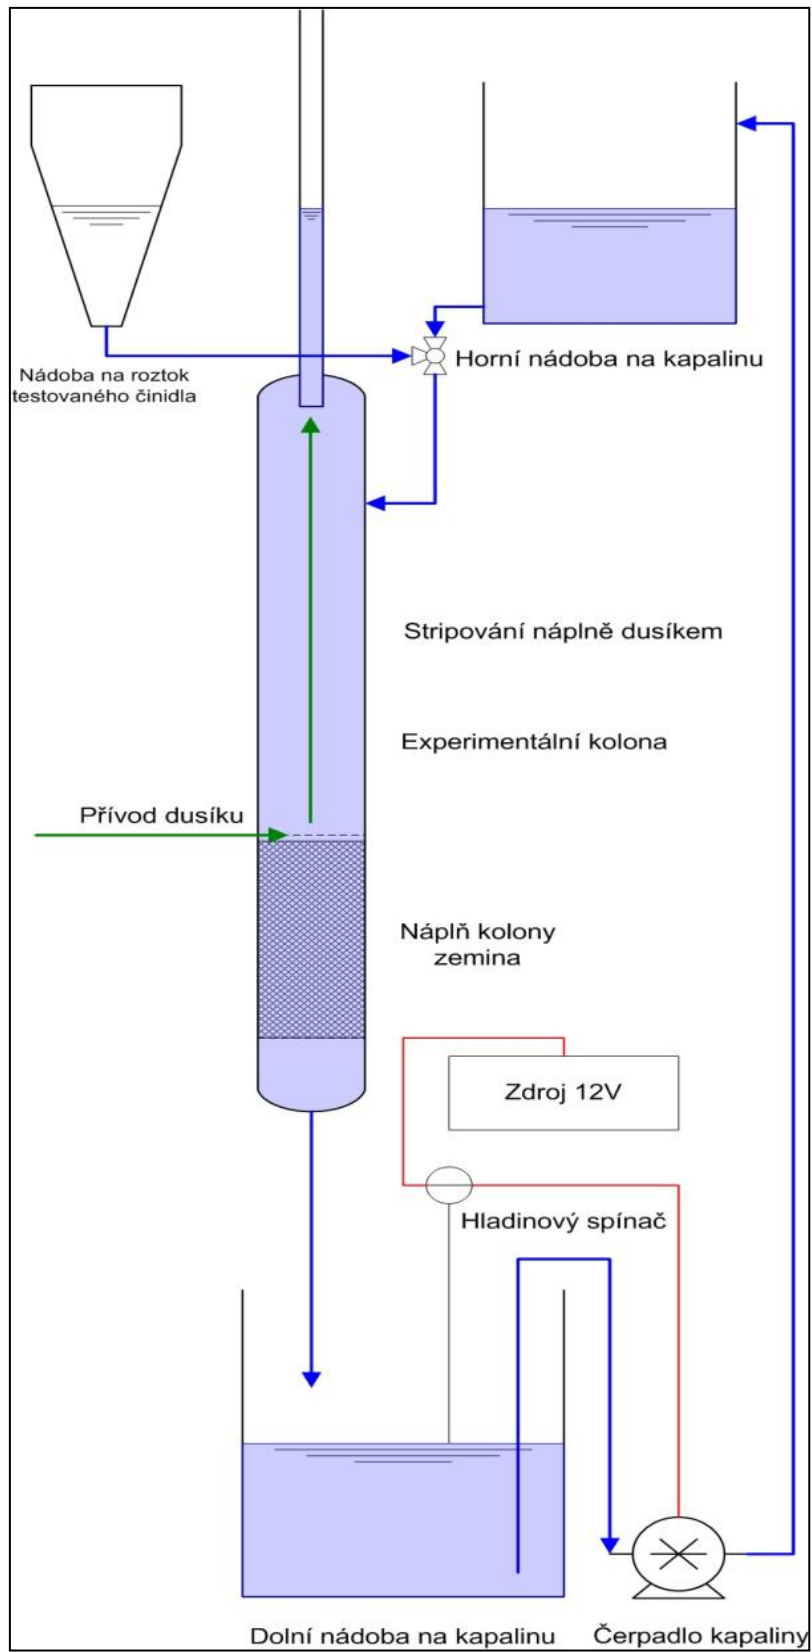 Horní nádoba na kapalinu
Nádoba na roztok
testovaného činidla
Stripování náplně dusíkem
Experimentální kolona
Přívod dusíku
Náplň kolony
zemina
Zdroj 12V
Hladinový spínač
Dolní nádoba na kapalinu
Čerpadlo kapaliny